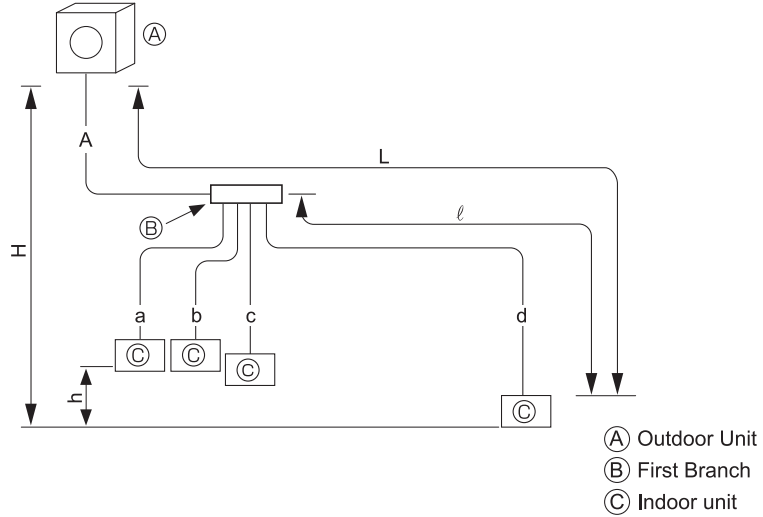 Ⓐ
A
L
Ⓑ
ℓ
H
a
b
c
d
Ⓒ
Ⓒ
Ⓒ
h
Ⓒ
Ⓐ Outdoor Unit
Ⓑ First Branch
Ⓒ Indoor unit